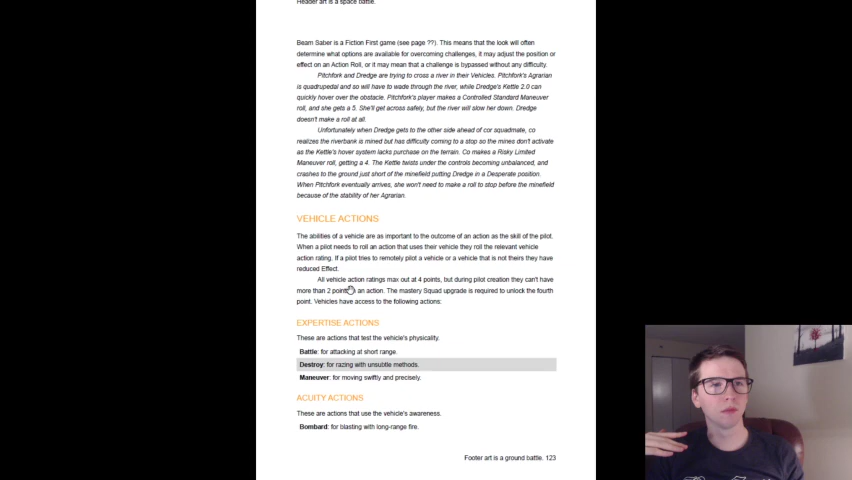 Header art is a space battle.
Beam Saber is a Fiction First game (see page ??). This means that the look will often
determine what options are available for overcoming challenges, it may adjust the position or
effect on an Action Roll, or it may mean that a challenge is bypassed without any difficulty.
Pitchfork and Dredge are trying to cross a river in their Vehicles. Pitchfork's Agrarian
is quadrupedal and so will have to wade through the river, while Dredge's Kettle 2.0 can
quickly hover over the obstacle. Pitchfork's player makes a Controlled Standard Maneuver
roll, and she gets a 5. She'll get across safely, but the river will slow her down. Dredge
doesn't make a roll at all.
Unfortunately when Dredge gets to the other side ahead of cor squadmate, co
realizes the riverbank is mined but has difficulty coming to a stop so the mines don't activate
as the Kettle's hover system lacks purchase on the terrain. Co makes a Risky Limited
Maneuver roll, getting a 4. The Kettle twists under the controls becoming unbalanced, and
crashes to the ground just short of the minefield putting Dredge in a Desperate position.
When Pitchfork eventually arrives, she won't need to make a roll to stop before the minefield
because of the stability of her Agrarian.
VEHICLE ACTIONS
The abilities of a vehicle are as important to the outcome of an action as the skill of the pilot.
When a pilot needs to roll an action that uses their vehicle they roll the relevant vehicle
action rating. If a pilot tries to remotely pilot a vehicle or a vehicle that is not theirs they have
reduced Effect.
All vehicle action ratings max out at 4 points, but during pilot creation they can't have
more than 2 points an action. The mastery Squad upgrade is required to unlock the fourth
point. Vehicles have access to the following actions:
EXPERTISE ACTIONS
These are actions that test the vehicle's physicality.
Battle: for attacking at short range.
Destroy: for razing with unsubtle methods.
Maneuver: for moving swiftly and precisely.
ACUITY ACTIONS
These are actions that use the vehicle's awareness.
Bombard: for blasting with long-range fire.
Footer art is a ground battle. 123